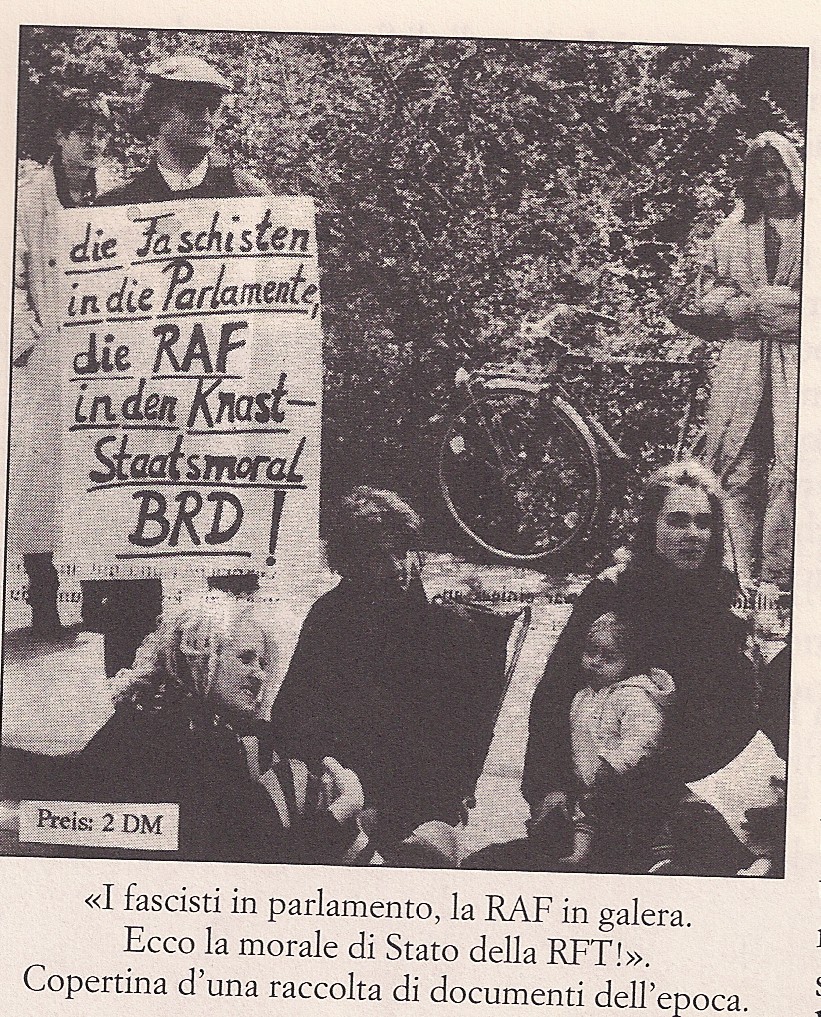 die Faschisten
in die Parlamente,
die RAF
in den Knast–
Staatsmoral
BRD!
Preis: 2 DM
«I fascisti in parlamento, la RAF in galera.
Ecco la morale di Stato della RFT!».
Copertina d'una raccolta di documenti dell'epoca.